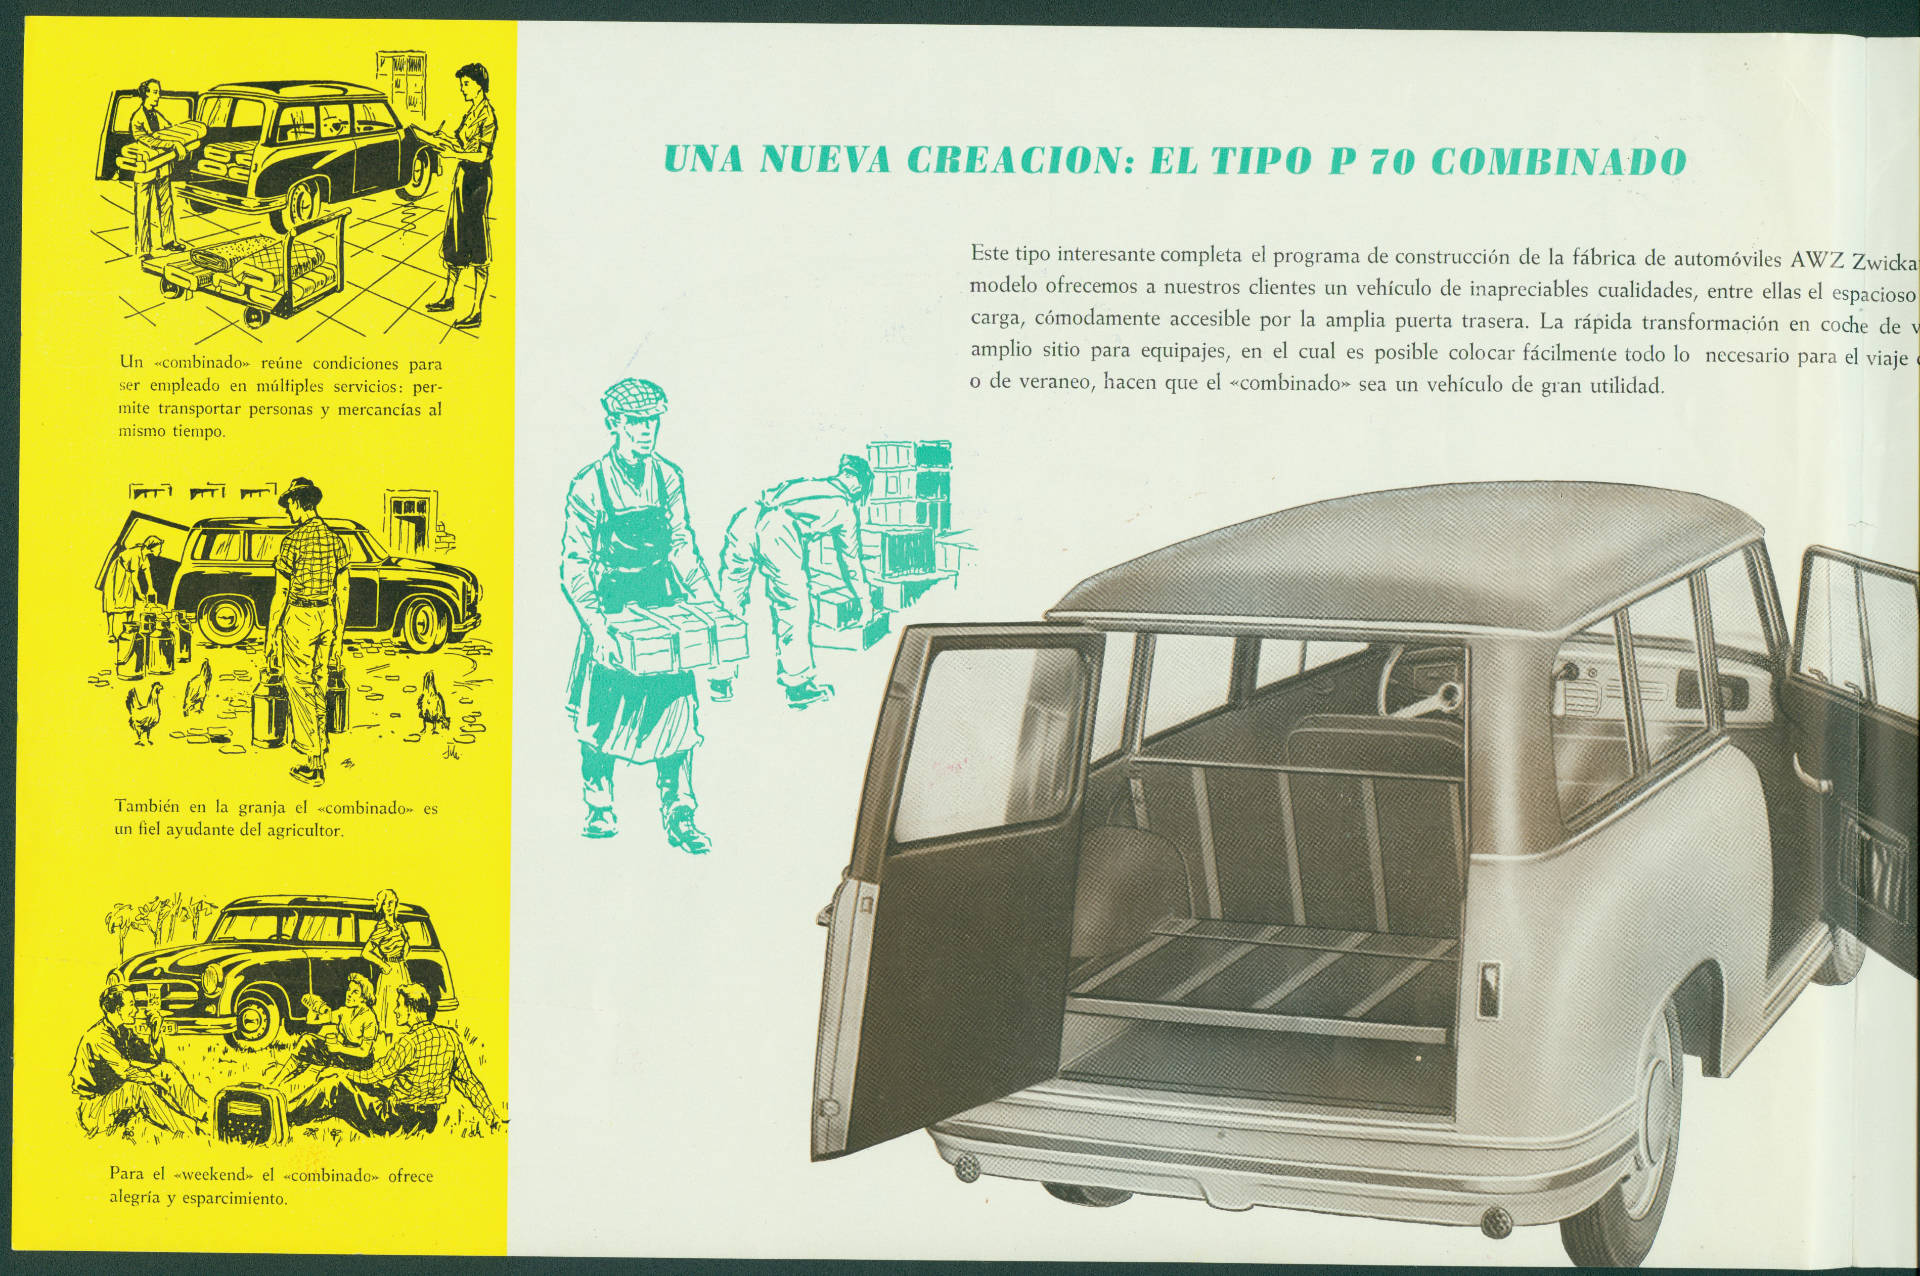 UNA NUEVA CREACION: EL TIPO P 70 COMBINADO
Este tipo interesante completa el programa de construcción de la fábrica de automóviles AWZ
modelo ofrecemos a nuestros clientes un vehículo de inapreciables cualidades, entre ellas el espacioso
carga, cómodamente accesible por la amplia puerta trasera. La rápida transformación en coche de
amplio sitio para equipajes, en el cual es posible colocar fácilmente todo lo necesario para el viaje
o de veraneo, hacen que el «combinado» sea un vehículo de gran utilidad.
Un «combinado» reúne condiciones para
ser empleado en múltiples servicios: per-
mite transportar personas y mercancías al
mismo tiempo.
También en la granja el «combinado» es
un fiel ayudante del agricultor.
Para el «weekend» el «combinado» ofrece
alegría y esparcimiento.